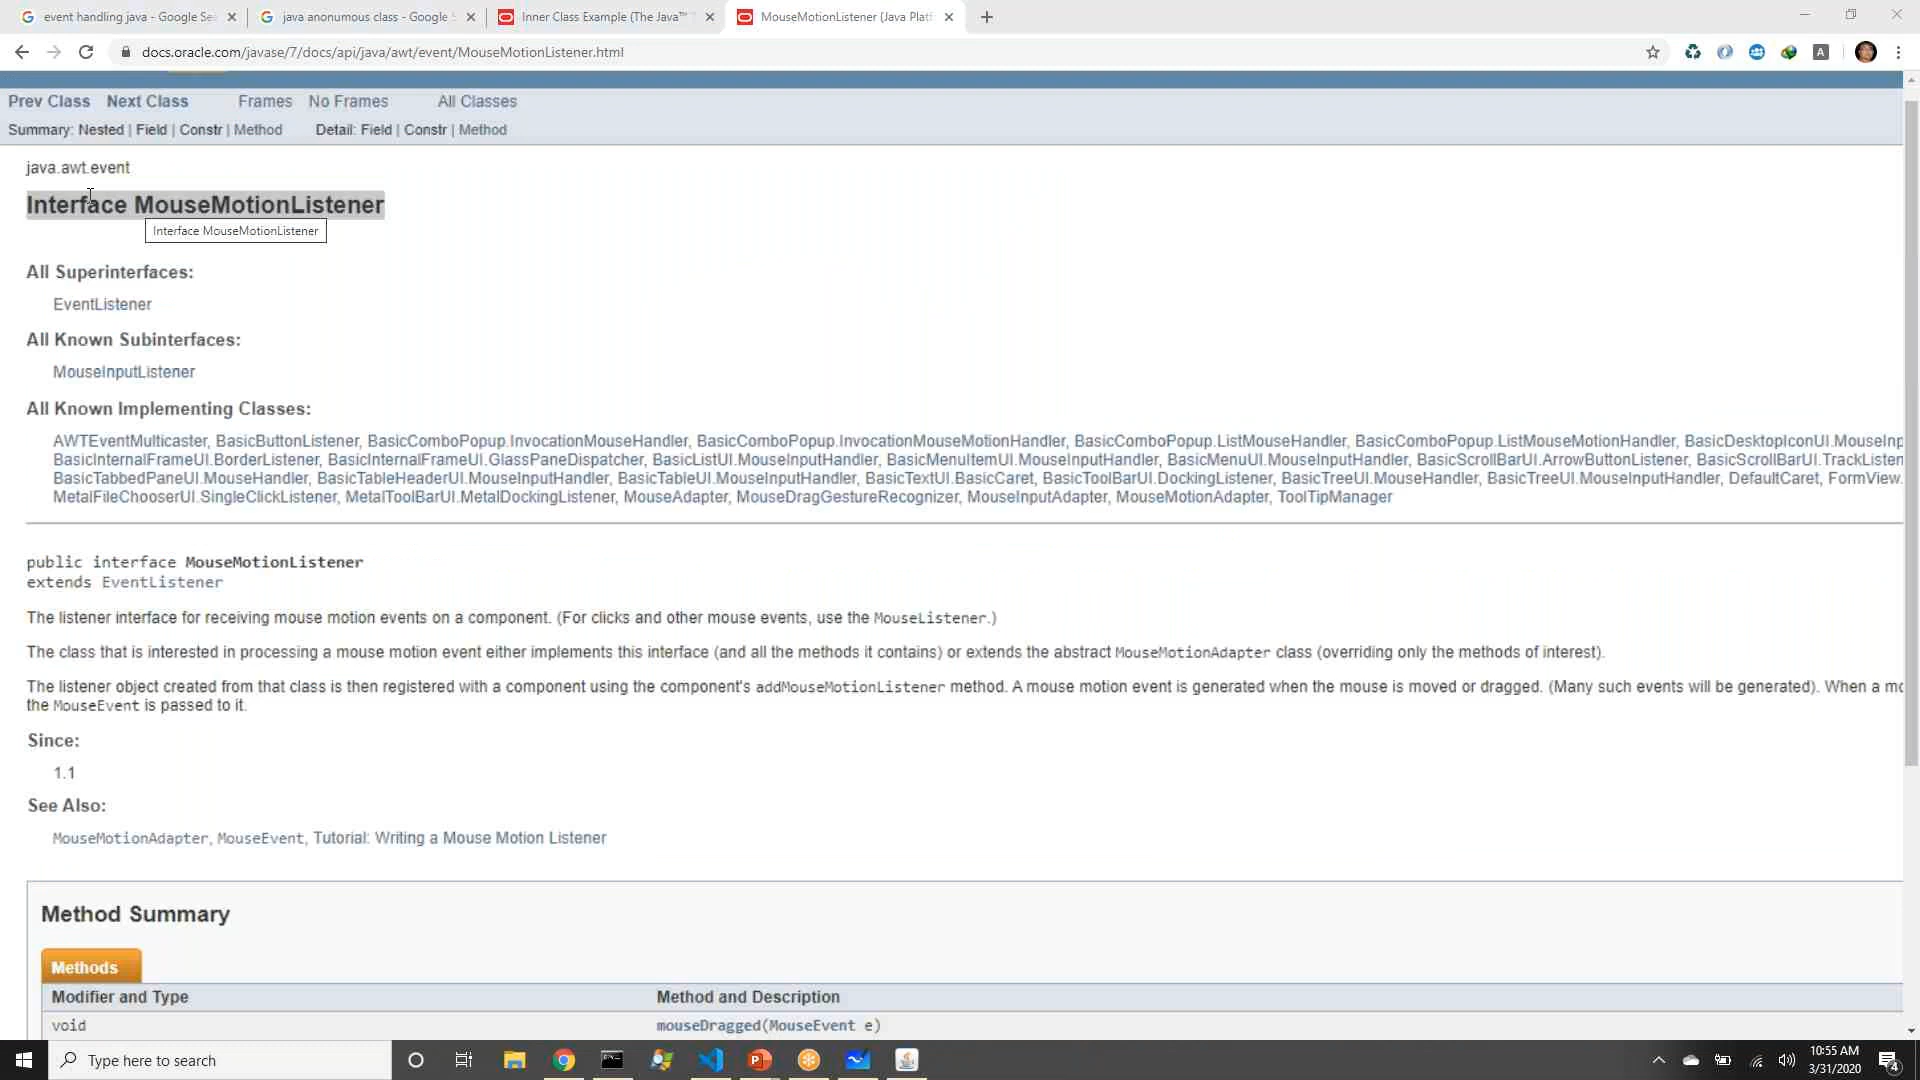 event handling java - Google Se
java anonumous class - Google S
Inner Class Example (The Java™ T
MouseMotionListener (Java Platf
docs.oracle.com/javase/7/docs/api/java/awt/event/MouseMotionListener.html
A
Prev Class Next Class Frames No Frames All Classes
Summary: Nested | Field | Constr | Method Detail: Field | Constr | Method
java.awt.event
Interface MouseMotionListener
Interface MouseMotionListener
All Superinterfaces:
EventListener
All Known Subinterfaces:
MouseInputListener
All Known Implementing Classes:
AWTEventMulticaster, BasicButtonListener, BasicComboPopup.InvocationMouseHandler, BasicComboPopup.InvocationMouseMotionHandler, BasicComboPopup.ListMouseHandler, BasicComboPopup.ListMouseMotionHandler, BasicDesktopIconUI.MouseInp
BasicInternalFrameUI.BorderListener, BasicInternalFrameUI.GlassPaneDispatcher, BasicListUI.MouseInputHandler, BasicMenuItemUI.MouseInputHandler, BasicMenuUI.MouseInputHandler, BasicScrollBarUI.ArrowButtonListener, BasicScrollBarUI.TrackListen
BasicTabbedPaneUI.MouseHandler, BasicTableHeaderUI.MouseInputHandler, BasicTableUI.MouseInputHandler, BasicTextUI.BasicCaret, BasicToolBarUI.DockingListener, BasicTreeUI.MouseHandler, BasicTreeUI.MouseInputHandler, DefaultCaret, FormView.
MetalFileChooserUI.SingleClickListener, MetalToolBarUI.MetalDockingListener, MouseAdapter, MouseDragGestureRecognizer, MouseInputAdapter, MouseMotionAdapter, ToolTipManager
public interface MouseMotionListener
extends EventListener
The listener interface for receiving mouse motion events on a component. (For clicks and other mouse events, use the MouseListener.)
The class that is interested in processing a mouse motion event either implements this interface (and all the methods it contains) or extends the abstract MouseMotionAdapter class (overriding only the methods of interest).
The listener object created from that class is then registered with a component using the component's addMouseMotionListener method. A mouse motion event is generated when the mouse is moved or dragged. (Many such events will be generated). When a mo
the MouseEvent is passed to it.
Since:
1.1
See Also:
MouseMotionAdapter, MouseEvent, Tutorial: Writing a Mouse Motion Listener
Method Summary
Methods
Modifier and Type Method and Description
void mouseDragged(MouseEvent e)
Type here to search
10:55 AM
3/31/2020
4